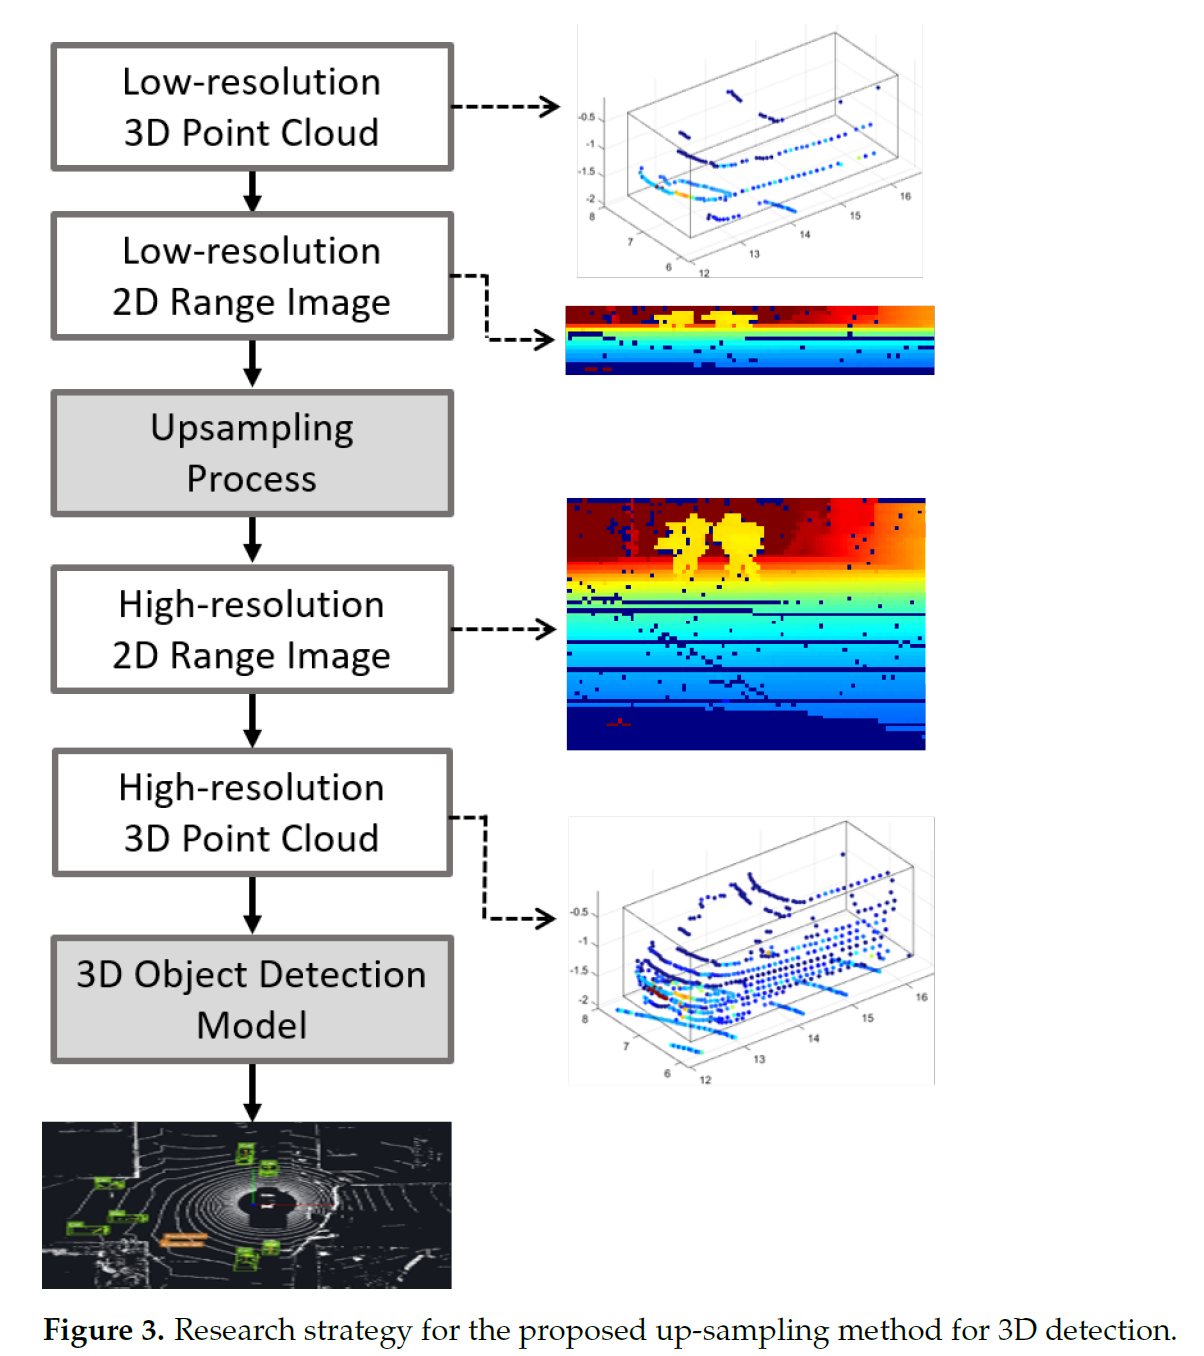 Low-resolution
3D Point Cloud
-0.5
-1
-1.5
-2
8
7
6
12
13
14
15
16
Low-resolution
2D Range Image
Upsampling
Process
High-resolution
2D Range Image
High-resolution
3D Point Cloud
-0.5
-1
-1.5
-2
8
7
6
12
13
14
15
16
3D Object Detection
Model
Figure 3. Research strategy for the proposed up-sampling method for 3D detection.